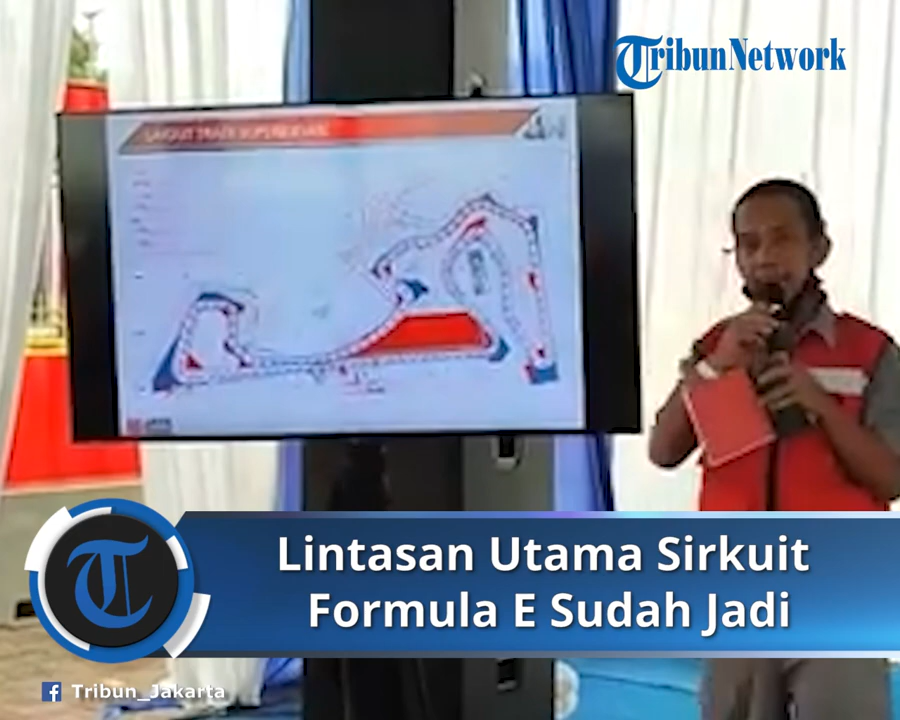 TribunNetwork
Lintasan Utama Sirkuit
Formula E Sudah Jadi
Tribun_Jakarta